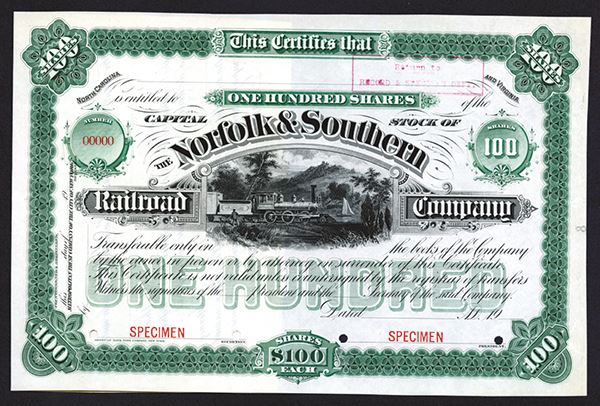 100
This Certifies that
100
Return to
NORTH CAROLINA
AND VIRGINIA.
is entitled to
ONE HUNDRED SHARES
of the
CAPITAL
STOCK OF
NUMBER
00000
SHARES
100
THE
Norfolk & Southern
Railroad
Company
Transferable only on the books of the Company
by the owner in person or by attorney on surrender of this Certificate.
This Certificate is not valid unless countersigned by the registrar of Transfers
Witness the signatures of the President and the Secretary of the said Company.
ONE HUNDRED
Dated A.D. 19
SPECIMEN
SPECIMEN
PRESIDENT.
SHARES
$100
EACH
100
100